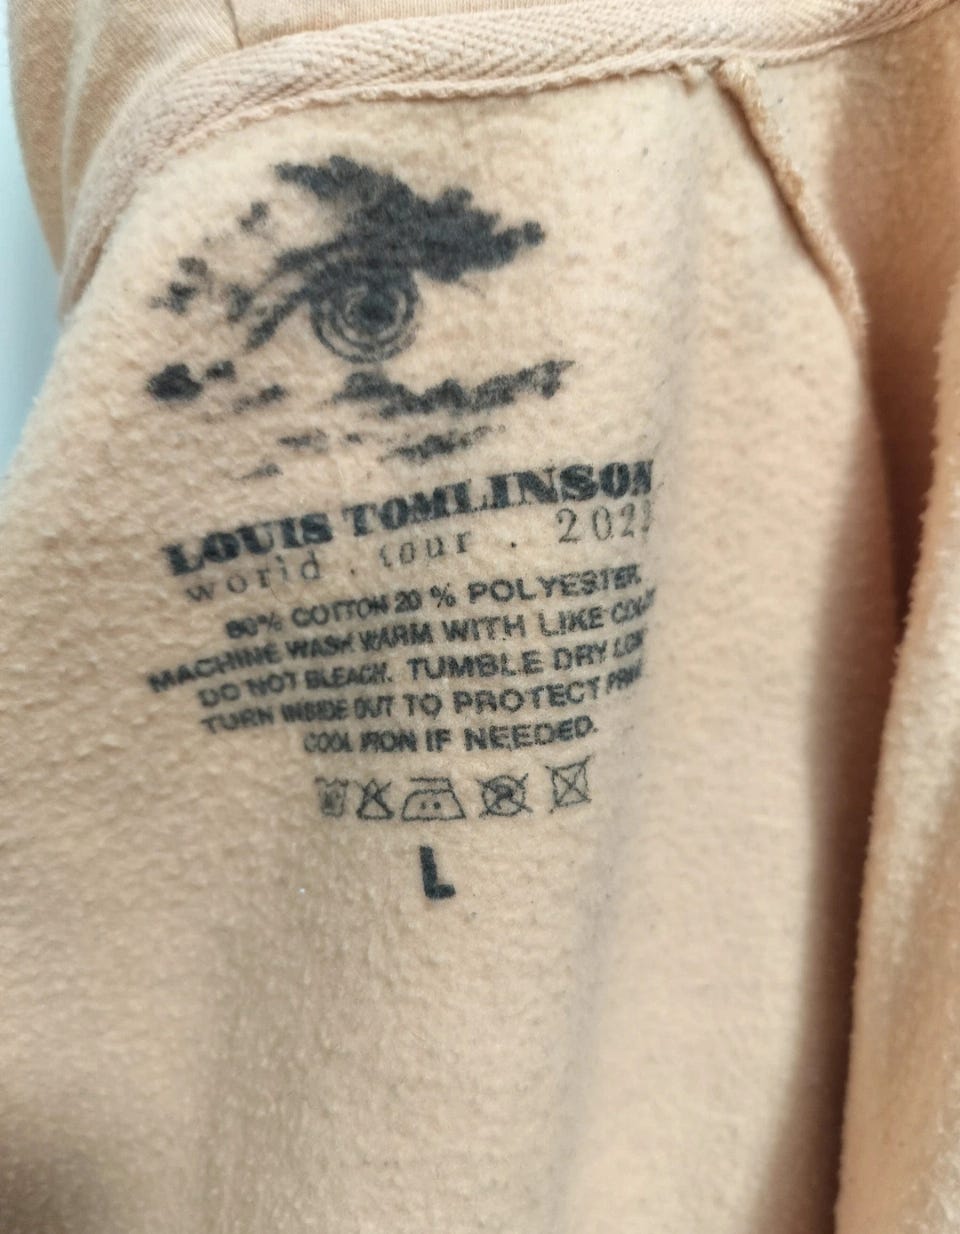 LOUIS TOMLINSON
world . tour .
80% COTTON 20 % POLYESTER.
MACHINE WASH WARM WITH LIKE
DO NOT BLEACH. TUMBLE DRY
TURN INSIDE OUT TO PROTECT
COOL IRON IF NEEDED.
L